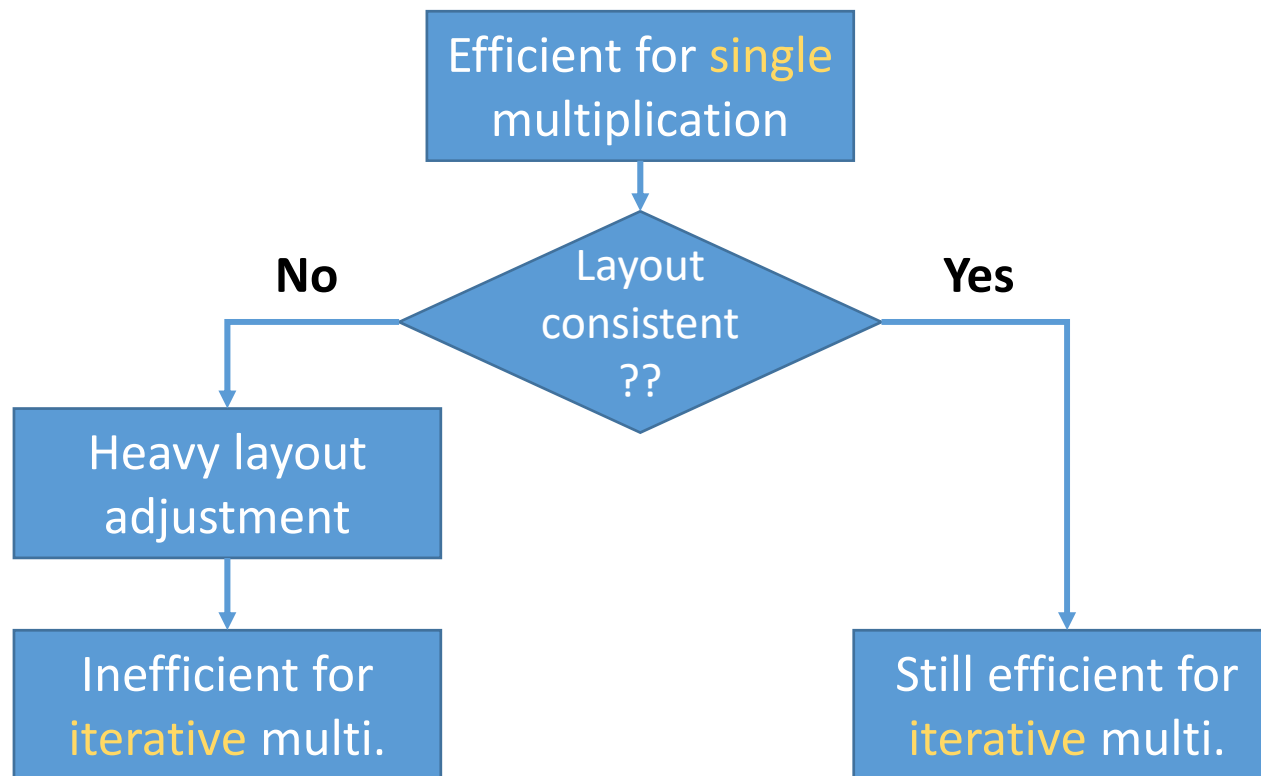 Efficient for single
multiplication
No
Layout
consistent
??
Yes
Heavy layout
adjustment
Inefficient for
iterative multi.
Still efficient for
iterative multi.